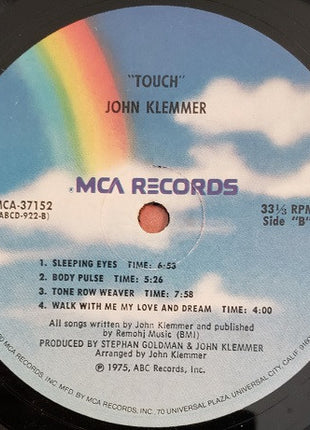 "TOUCH"
JOHN KLEMMER
MCA RECORDS
MCA-37152
(ABCD-922-B)
33⅓ RPM
Side "B"
1. SLEEPING EYES TIME: 6:53
2. BODY PULSE TIME: 5:26
3. TONE ROW WEAVER TIME: 7:58
4. WALK WITH ME MY LOVE AND DREAM TIME: 4:00
All songs written by John Klemmer and published
by Remohj Music (BMI)
PRODUCED BY STEPHAN GOLDMAN & JOHN KLEMMER
Arranged by John Klemmer
Ⓟ 1975, ABC Records, Inc.
MCA RECORDS, INC. MFG. BY MCA RECORDS, INC., 70 UNIVERSAL PLAZA, UNIVERSAL CITY, CALIF.